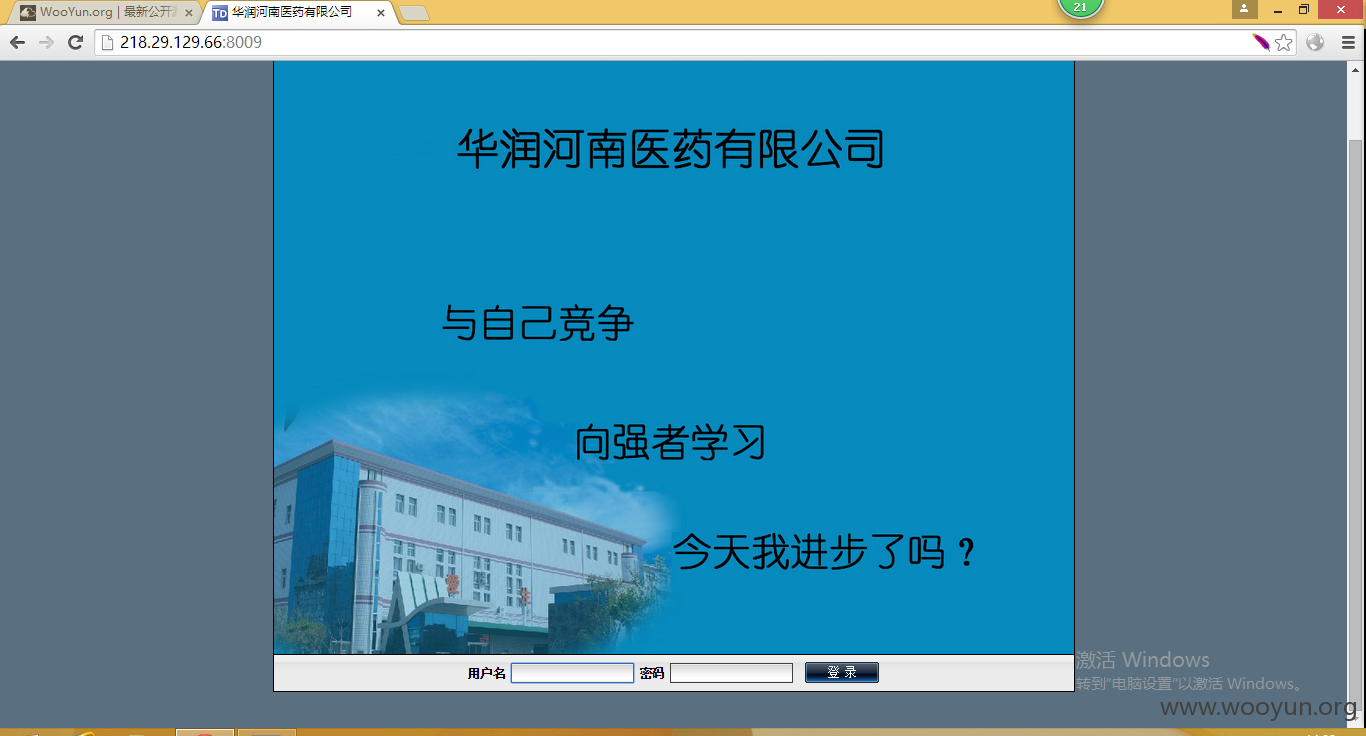 WooYun.org | 最新公开
TD 华润河南医药有限公司
21
218.29.129.66:8009
华润河南医药有限公司
与自己竞争
向强者学习
今天我进步了吗？
用户名 密码 登 录
激活 Windows
转到“电脑设置”以激活 Windows。
www.wooyun.org